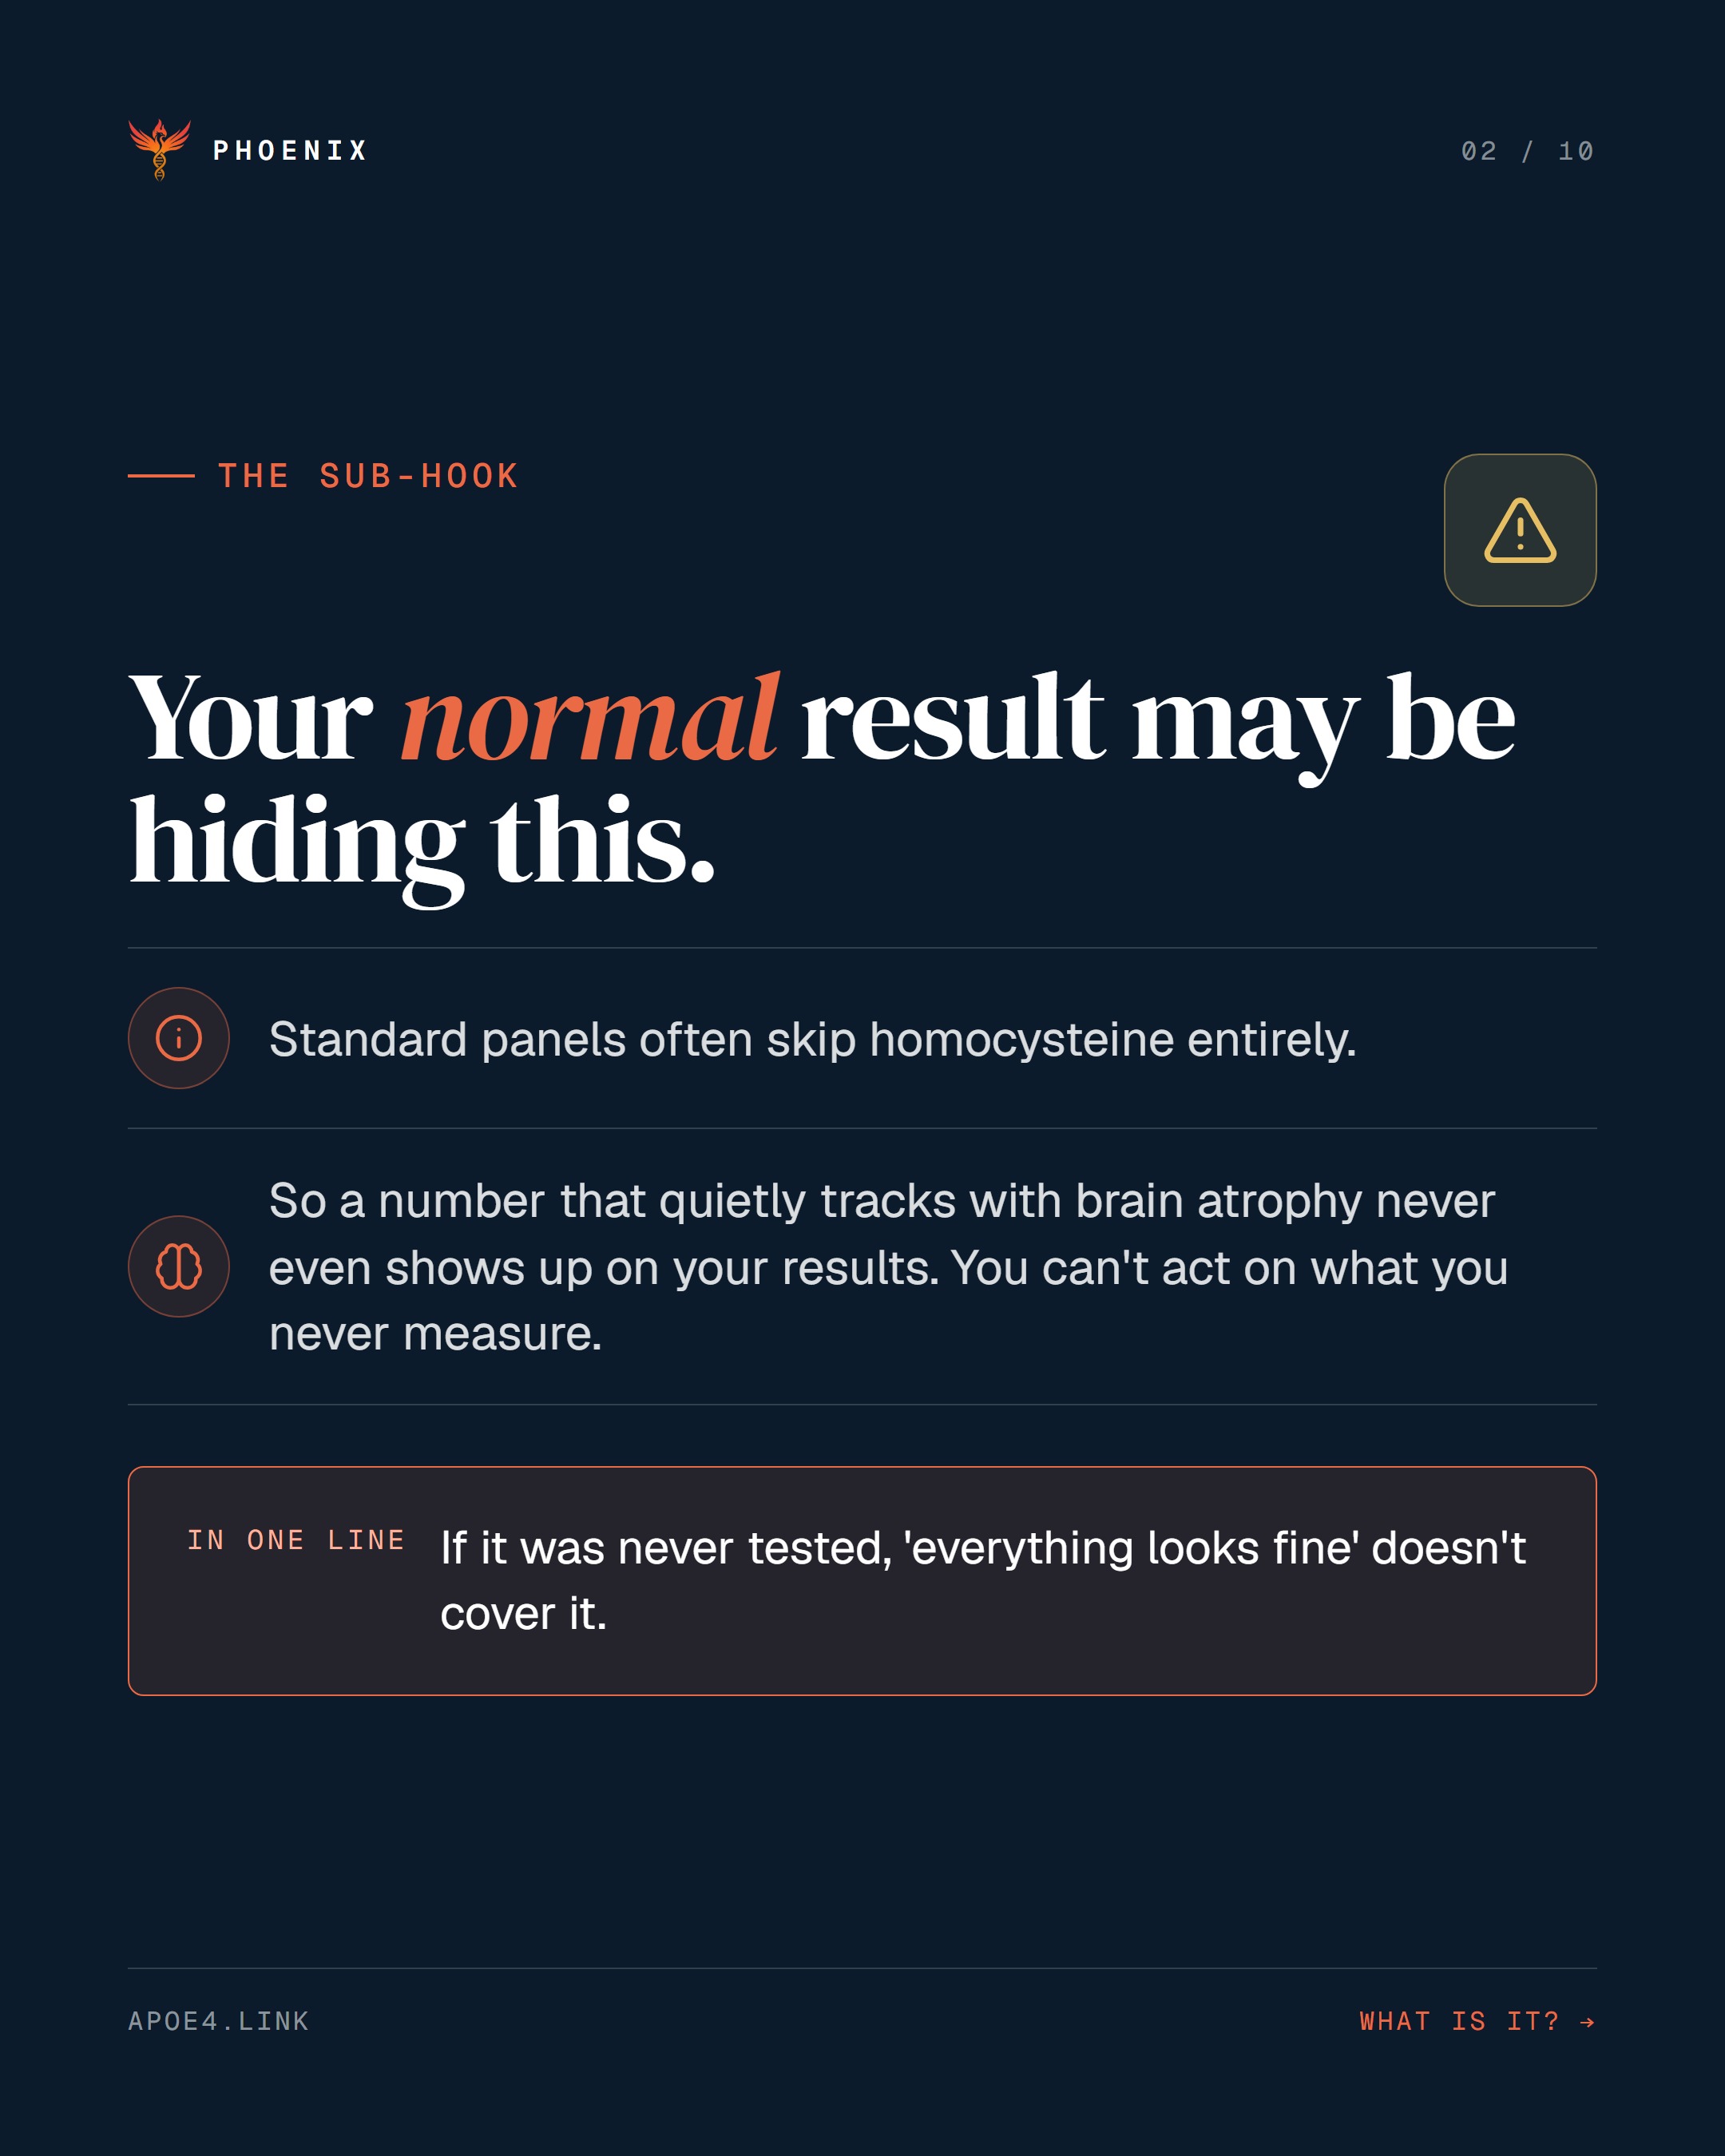 PHOENIX
02 / 10
THE SUB-HOOK
Your normal result may be
hiding this.
Standard panels often skip homocysteine entirely.
So a number that quietly tracks with brain atrophy never
even shows up on your results. You can't act on what you
never measure.
IN ONE LINE
If it was never tested, 'everything looks fine' doesn't
cover it.
APOE4.LINK
WHAT IS IT? →